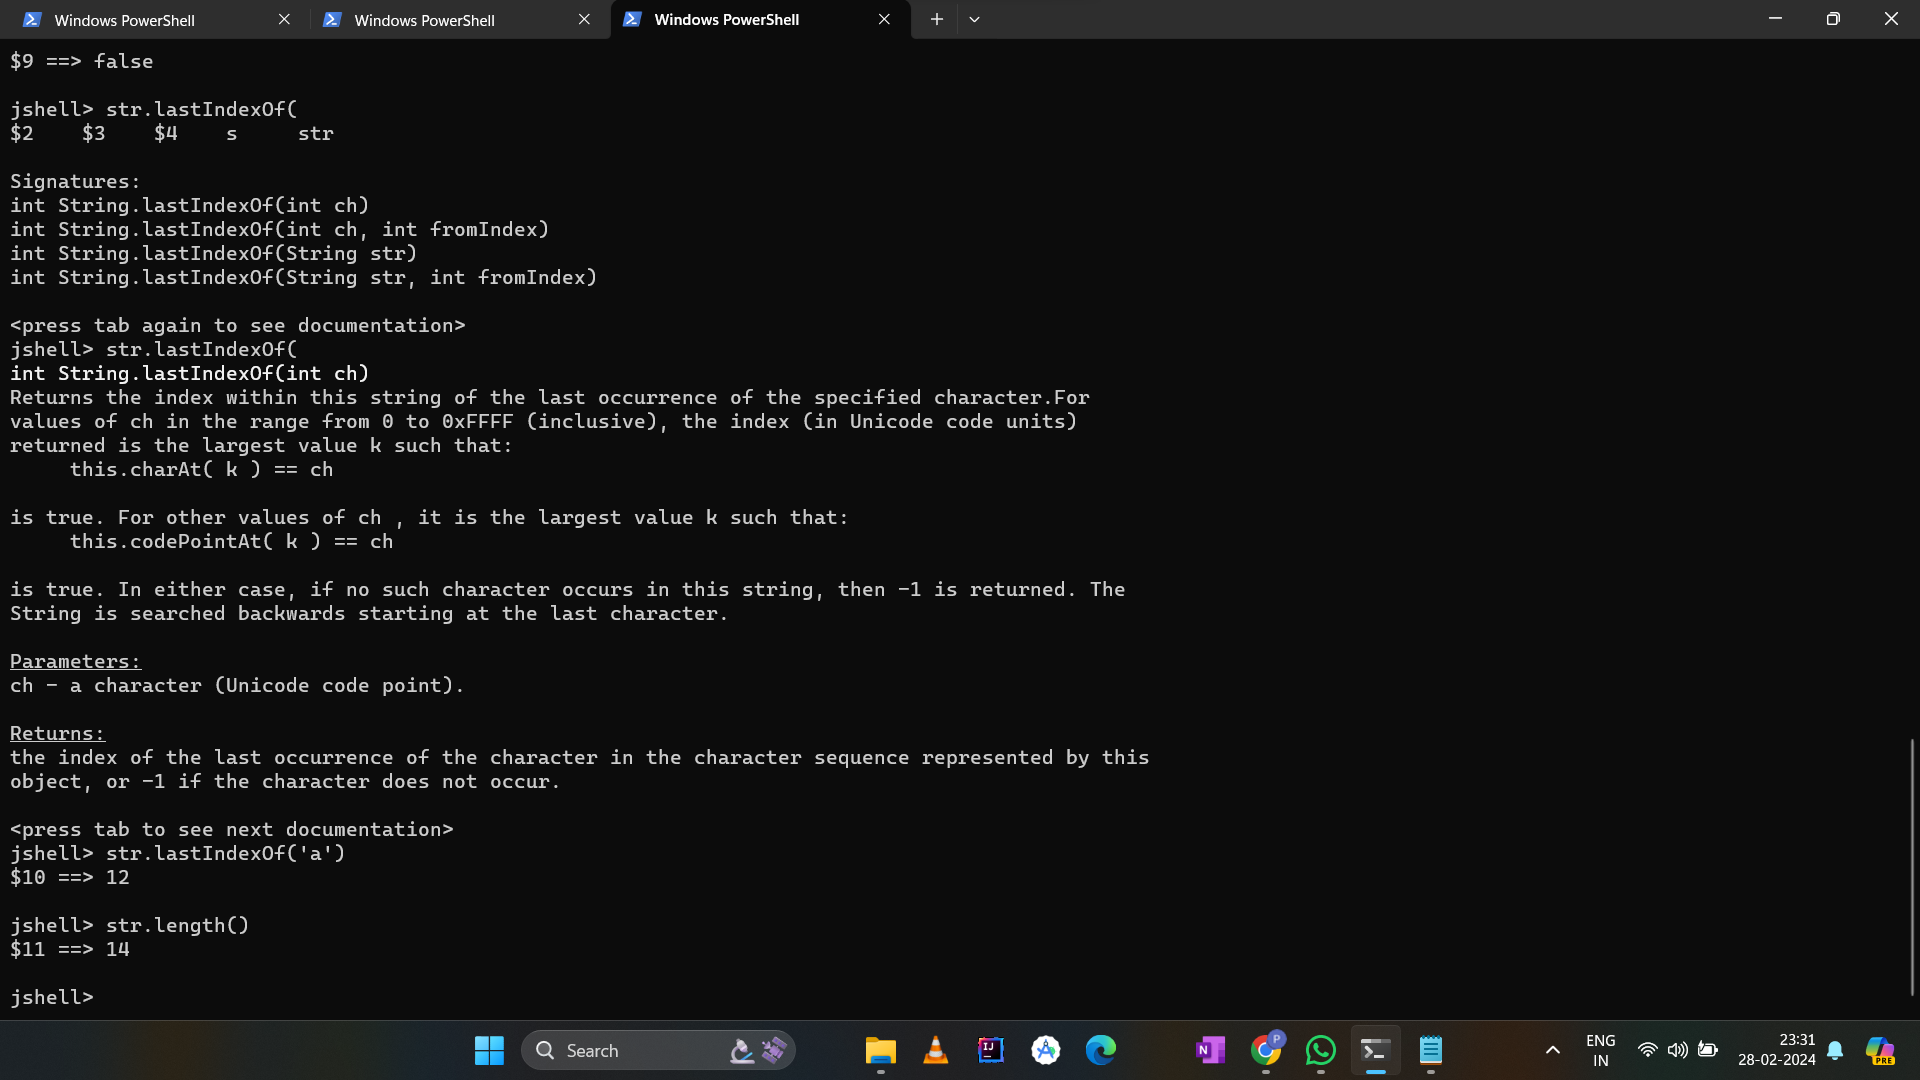 Windows PowerShell
Windows PowerShell
Windows PowerShell
$9 ==> false
jshell> str.lastIndexOf(
$2    $3    $4    s     str
Signatures:
int String.lastIndexOf(int ch)
int String.lastIndexOf(int ch, int fromIndex)
int String.lastIndexOf(String str)
int String.lastIndexOf(String str, int fromIndex)
<press tab again to see documentation>
jshell> str.lastIndexOf(
int String.lastIndexOf(int ch)
Returns the index within this string of the last occurrence of the specified character.For
values of ch in the range from 0 to 0xFFFF (inclusive), the index (in Unicode code units)
returned is the largest value k such that:
     this.charAt( k ) == ch
is true. For other values of ch , it is the largest value k such that:
     this.codePointAt( k ) == ch
is true. In either case, if no such character occurs in this string, then -1 is returned. The
String is searched backwards starting at the last character.
Parameters:
ch - a character (Unicode code point).
Returns:
the index of the last occurrence of the character in the character sequence represented by this
object, or -1 if the character does not occur.
<press tab to see next documentation>
jshell> str.lastIndexOf('a')
$10 ==> 12
jshell> str.length()
$11 ==> 14
jshell>
Search
IJ
N
P
ENG
IN
23:31
28-02-2024
PRE